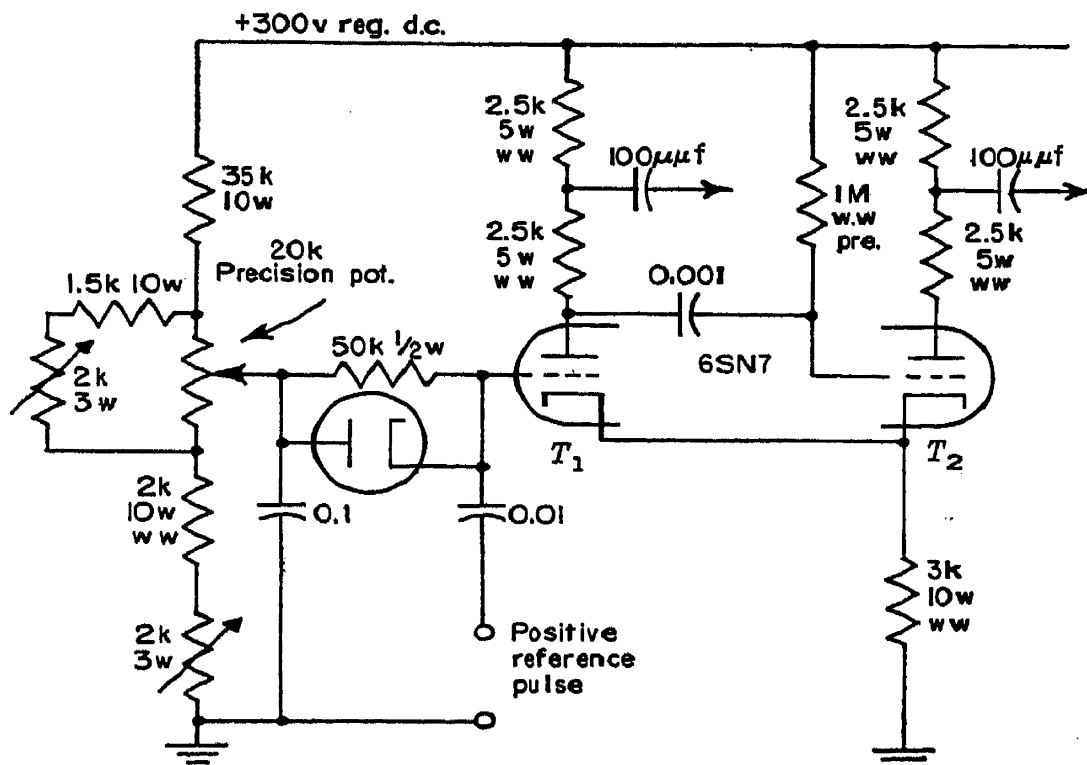 +300v reg. d.c.
35k
10w
20k
Precision pot.
1.5k 10w
2k
3w
2k
10w
ww
2k
3w
50k ½w
0.1
0.01
Positive
reference
pulse
2.5k
5w
ww
100μμf
2.5k
5w
ww
0.001
1M
w.w
pre.
6SN7
T1
T2
2.5k
5w
ww
100μμf
2.5k
5w
ww
3k
10w
ww